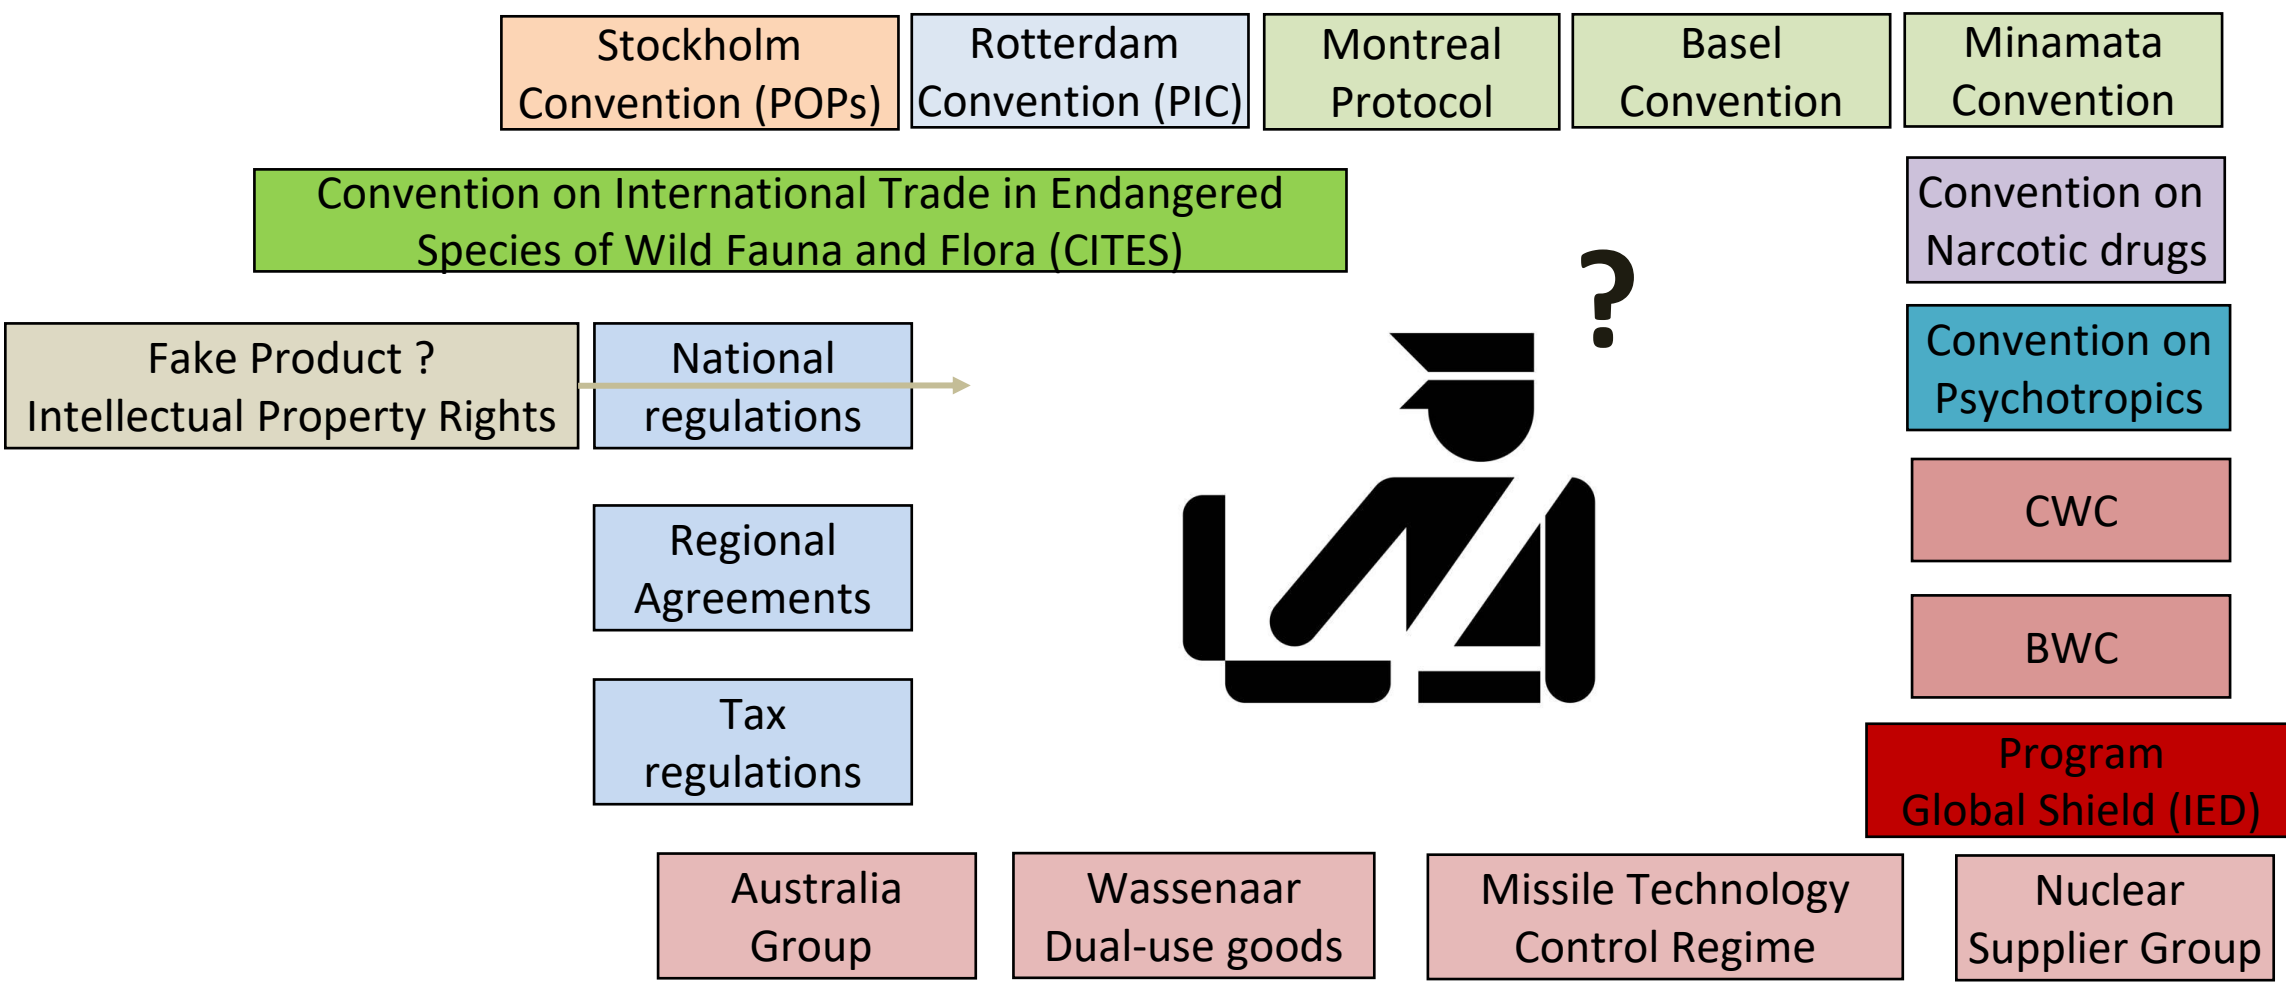 Stockholm
Convention (POPs)
Rotterdam
Convention (PIC)
Montreal
Protocol
Basel
Convention
Minamata
Convention
Convention on International Trade in Endangered
Species of Wild Fauna and Flora (CITES)
Convention on
Narcotic drugs
?
Fake Product ?
Intellectual Property Rights
National
regulations
Convention on
Psychotropics
CWC
Regional
Agreements
BWC
Tax
regulations
Program
Global Shield (IED)
Australia
Group
Wassenaar
Dual-use goods
Missile Technology
Control Regime
Nuclear
Supplier Group